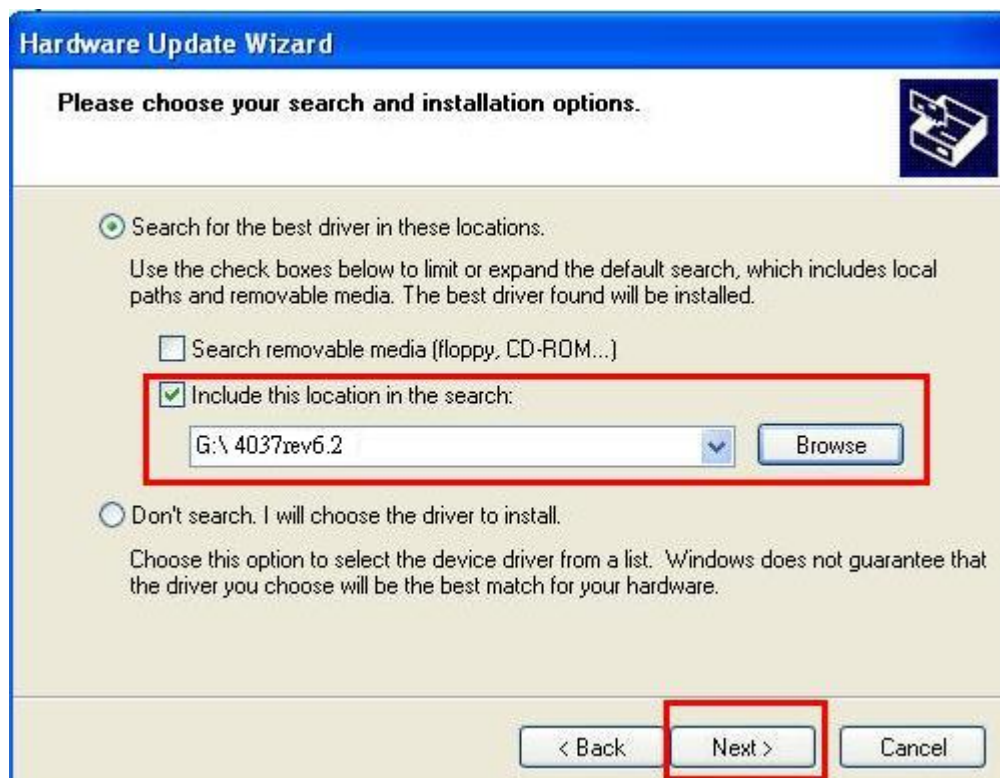 Hardware Update Wizard
Please choose your search and installation options.
Search for the best driver in these locations.
Use the check boxes below to limit or expand the default search, which includes local
paths and removable media. The best driver found will be installed.
Search removable media (floppy, CD-ROM...)
Include this location in the search:
G:\ 4037rev6.2
Browse
Don't search. I will choose the driver to install.
Choose this option to select the device driver from a list. Windows does not guarantee that
the driver you choose will be the best match for your hardware.
< Back Next > Cancel